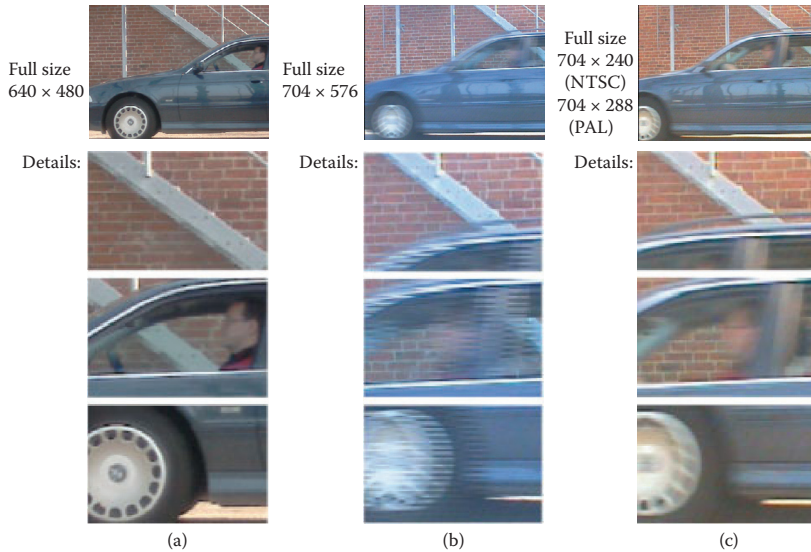 Full size
640 × 480
Full size
704 × 576
Full size
704 × 240
(NTSC)
704 × 288
(PAL)
Details:
Details:
Details:
(a)
(b)
(c)